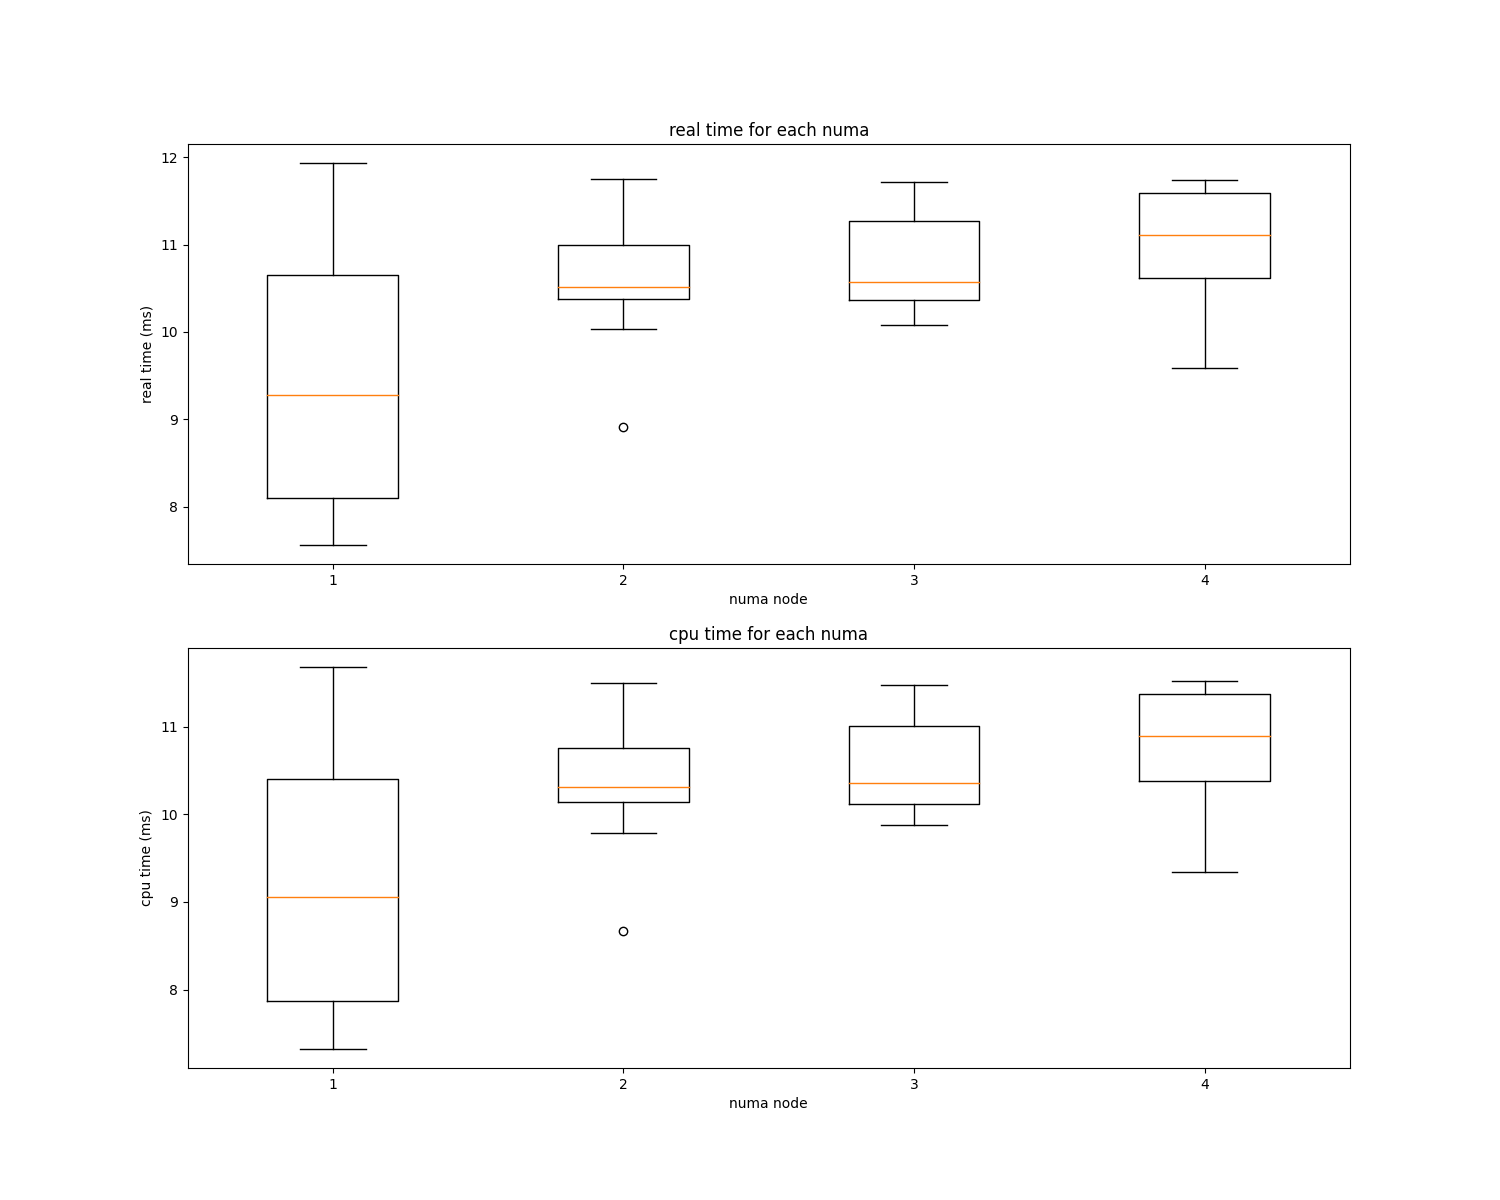 real time for each numa
12
11
10
9
8
real time (ms)
1 2 3 4
numa node
cpu time for each numa
11
10
9
8
cpu time (ms)
1 2 3 4
numa node